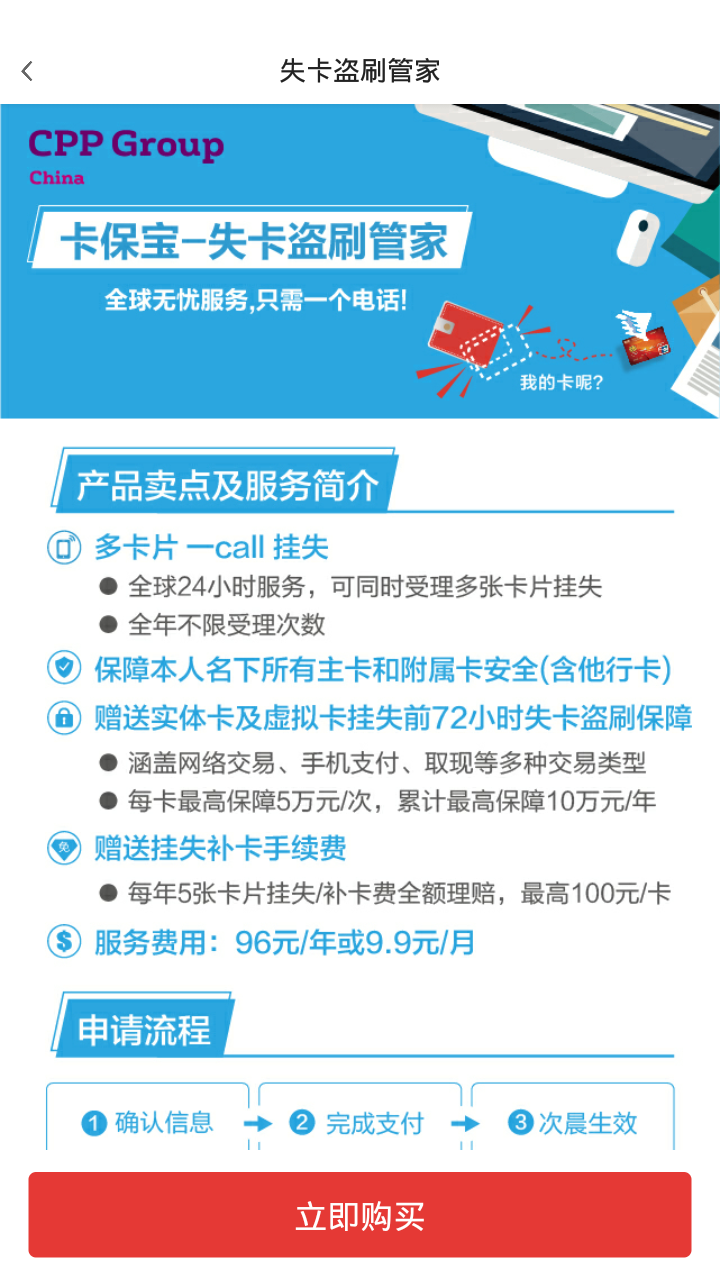 失卡盗刷管家
CPP Group
China
卡保宝-失卡盗刷管家
全球无忧服务,只需一个电话!
我的卡呢?
产品卖点及服务简介
多卡片 一call 挂失
全球24小时服务，可同时受理多张卡片挂失
全年不限受理次数
保障本人名下所有主卡和附属卡安全(含他行卡)
赠送实体卡及虚拟卡挂失前72小时失卡盗刷保障
涵盖网络交易、手机支付、取现等多种交易类型
每卡最高保障5万元/次，累计最高保障10万元/年
免
赠送挂失补卡手续费
每年5张卡片挂失/补卡费全额理赔，最高100元/卡
$
服务费用：96元/年或9.9元/月
申请流程
1 确认信息
2 完成支付
3 次晨生效
立即购买